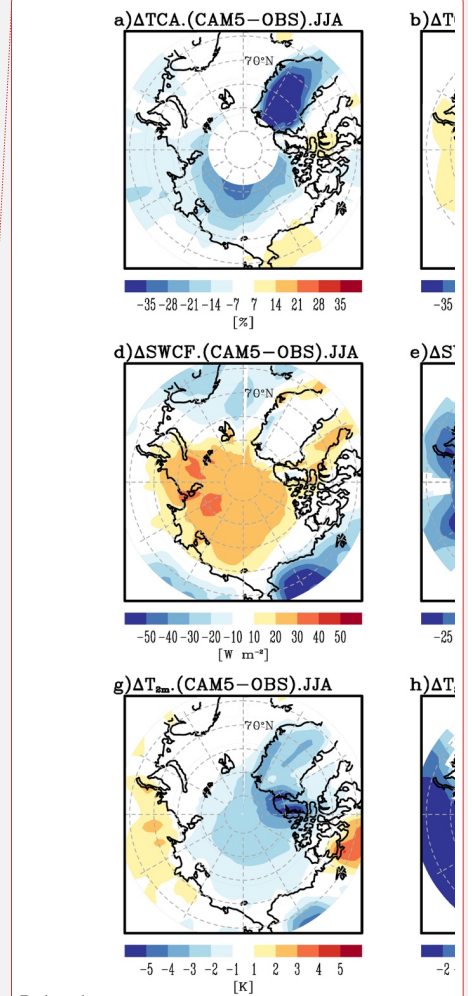 a)ΔTCA.(CAM5−OBS).JJA
b)ΔT
70°N
-35 -28 -21 -14 -7 7 14 21 28 35
-35
[%]
d)ΔSWCF.(CAM5−OBS).JJA
e)ΔS
70°N
-50 -40 -30 -20 -10 10 20 30 40 50
-25
[W m⁻²]
g)ΔT₂ₘ.(CAM5−OBS).JJA
h)ΔT
70°N
-5 -4 -3 -2 -1 1 2 3 4 5
-2
[K]